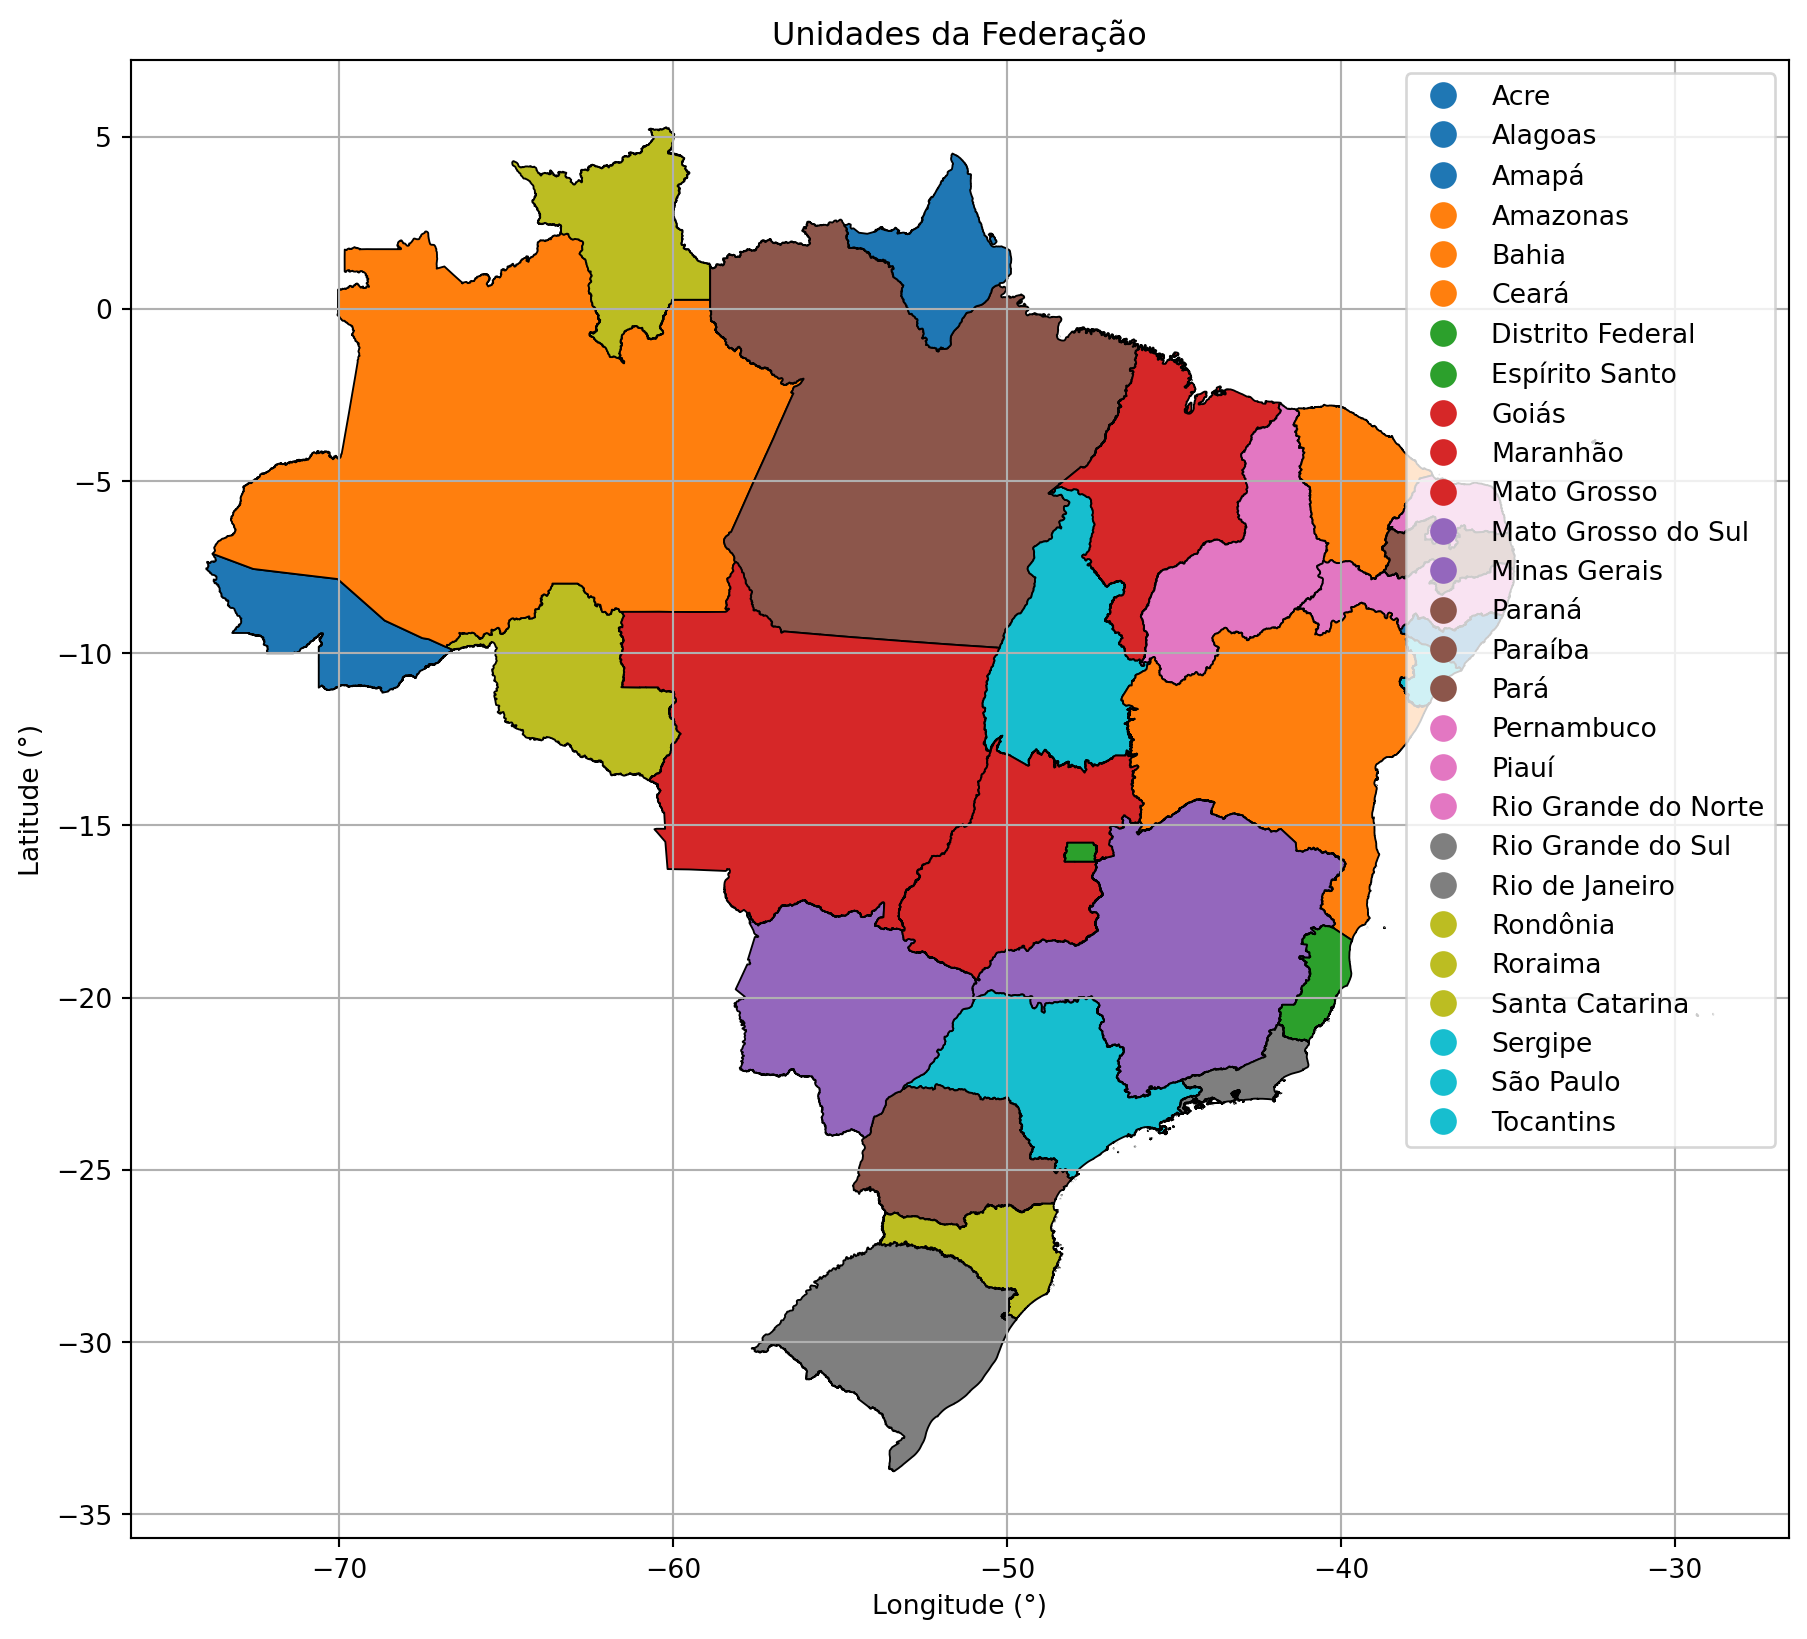 Unidades da Federação
Acre
Alagoas
Amapá
Amazonas
Bahia
Ceará
Distrito Federal
Espírito Santo
Goiás
Maranhão
Mato Grosso
Mato Grosso do Sul
Minas Gerais
Paraná
Paraíba
Pará
Pernambuco
Piauí
Rio Grande do Norte
Rio Grande do Sul
Rio de Janeiro
Rondônia
Roraima
Santa Catarina
Sergipe
São Paulo
Tocantins
5
0
−5
−10
−15
−20
−25
−30
−35
Latitude (°)
−70
−60
−50
−40
−30
Longitude (°)